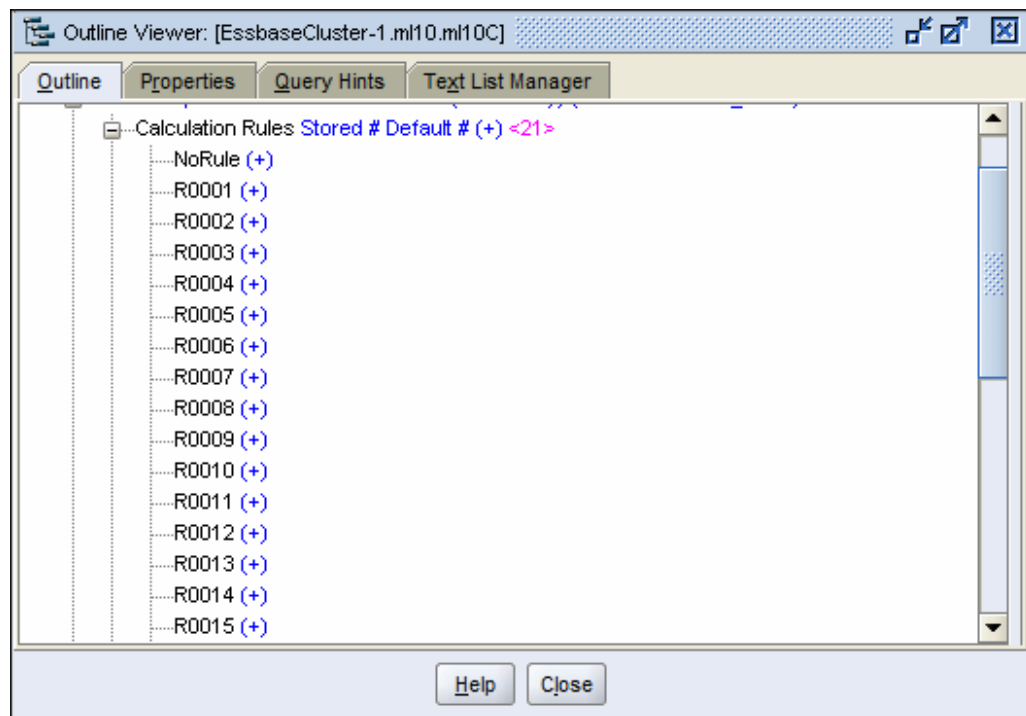 Outline Viewer: [EssbaseCluster-1.ml10.ml10C]
Outline Properties Query Hints Text List Manager
Calculation Rules Stored # Default # (+) <21>
NoRule (+)
R0001 (+)
R0002 (+)
R0003 (+)
R0004 (+)
R0005 (+)
R0006 (+)
R0007 (+)
R0008 (+)
R0009 (+)
R0010 (+)
R0011 (+)
R0012 (+)
R0013 (+)
R0014 (+)
R0015 (+)
Help Close